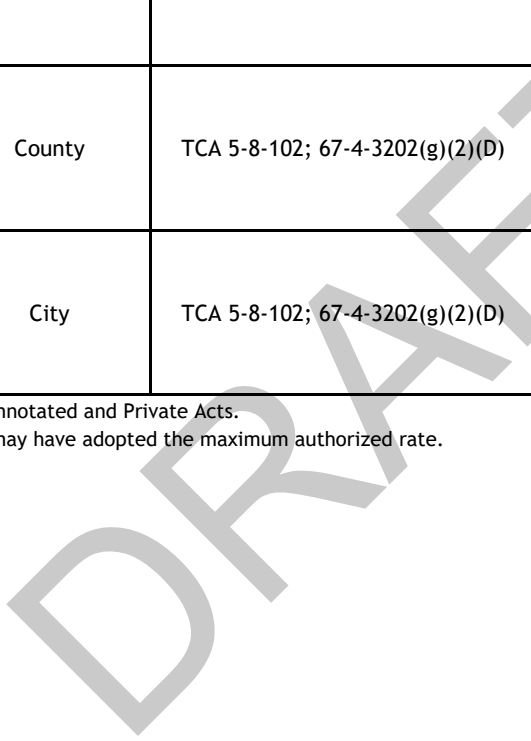 County TCA 5-8-102; 67-4-3202(g)(2)(D)
City TCA 5-8-102; 67-4-3202(g)(2)(D)
nnotated and Private Acts.
may have adopted the maximum authorized rate.
DRAFT